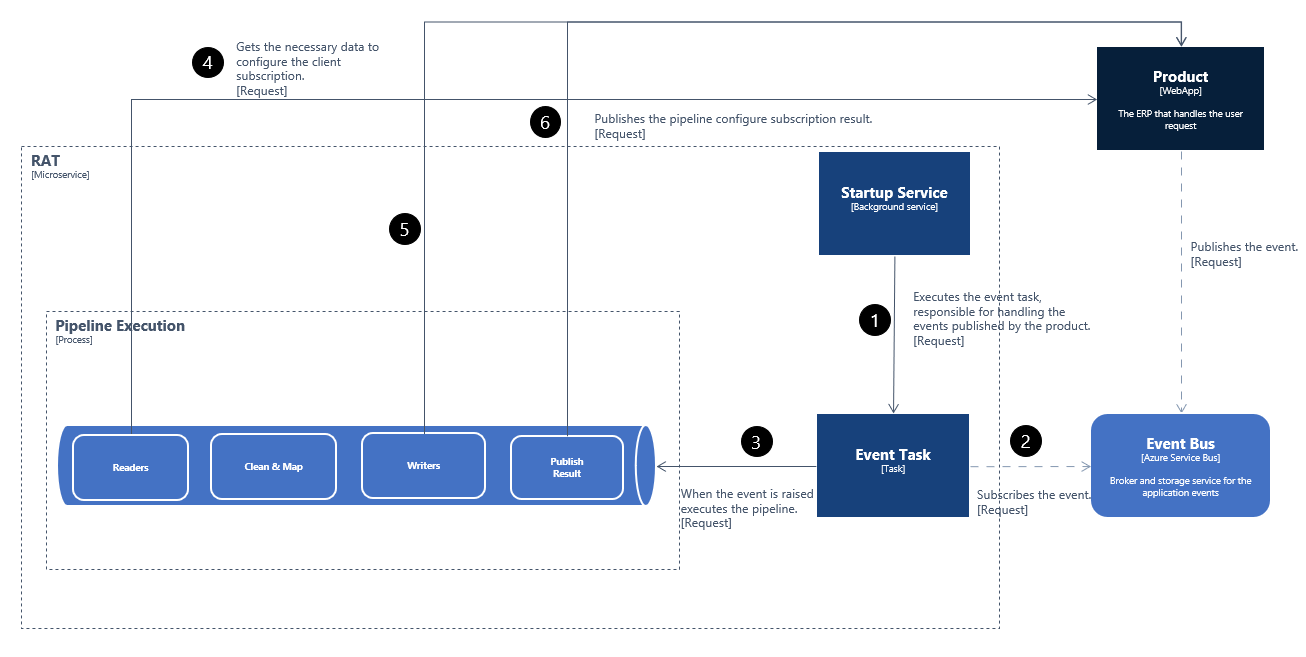 4
Gets the necessary data to
configure the client
subscription.
[Request]
Product
[WebApp]
The ERP that handles the user
request
6
Publishes the pipeline configure subscription result.
[Request]
RAT
[Microservice]
Startup Service
[Background service]
5
Publishes the event.
[Request]
1
Executes the event task,
responsible for handling the
events published by the product.
[Request]
Pipeline Execution
[Process]
Readers
Clean & Map
Writers
Publish
Result
3
When the event is raised
executes the pipeline.
[Request]
Event Task
[Task]
2
Subscribes the event.
[Request]
Event Bus
[Azure Service Bus]
Broker and storage service for the
application events